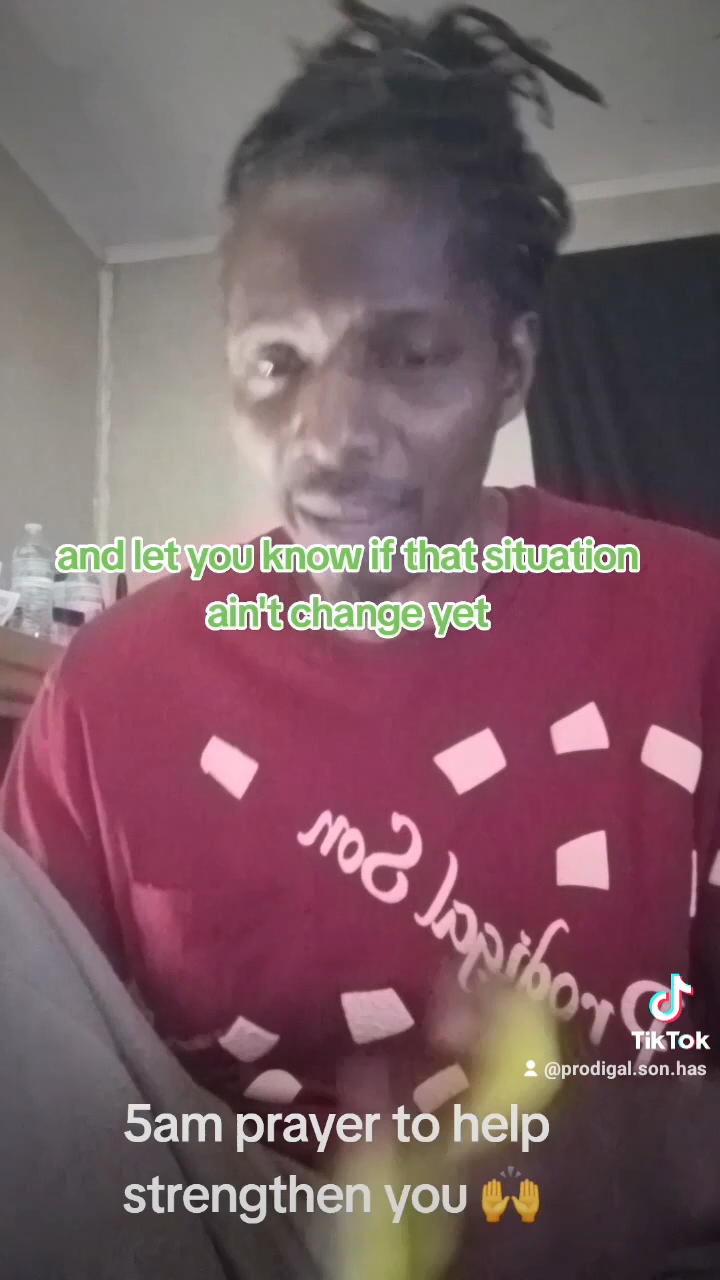 and let you know if that situation
ain't change yet
Prodigal Son
TikTok
@prodigal.son.has
5am prayer to help
strengthen you 🙌